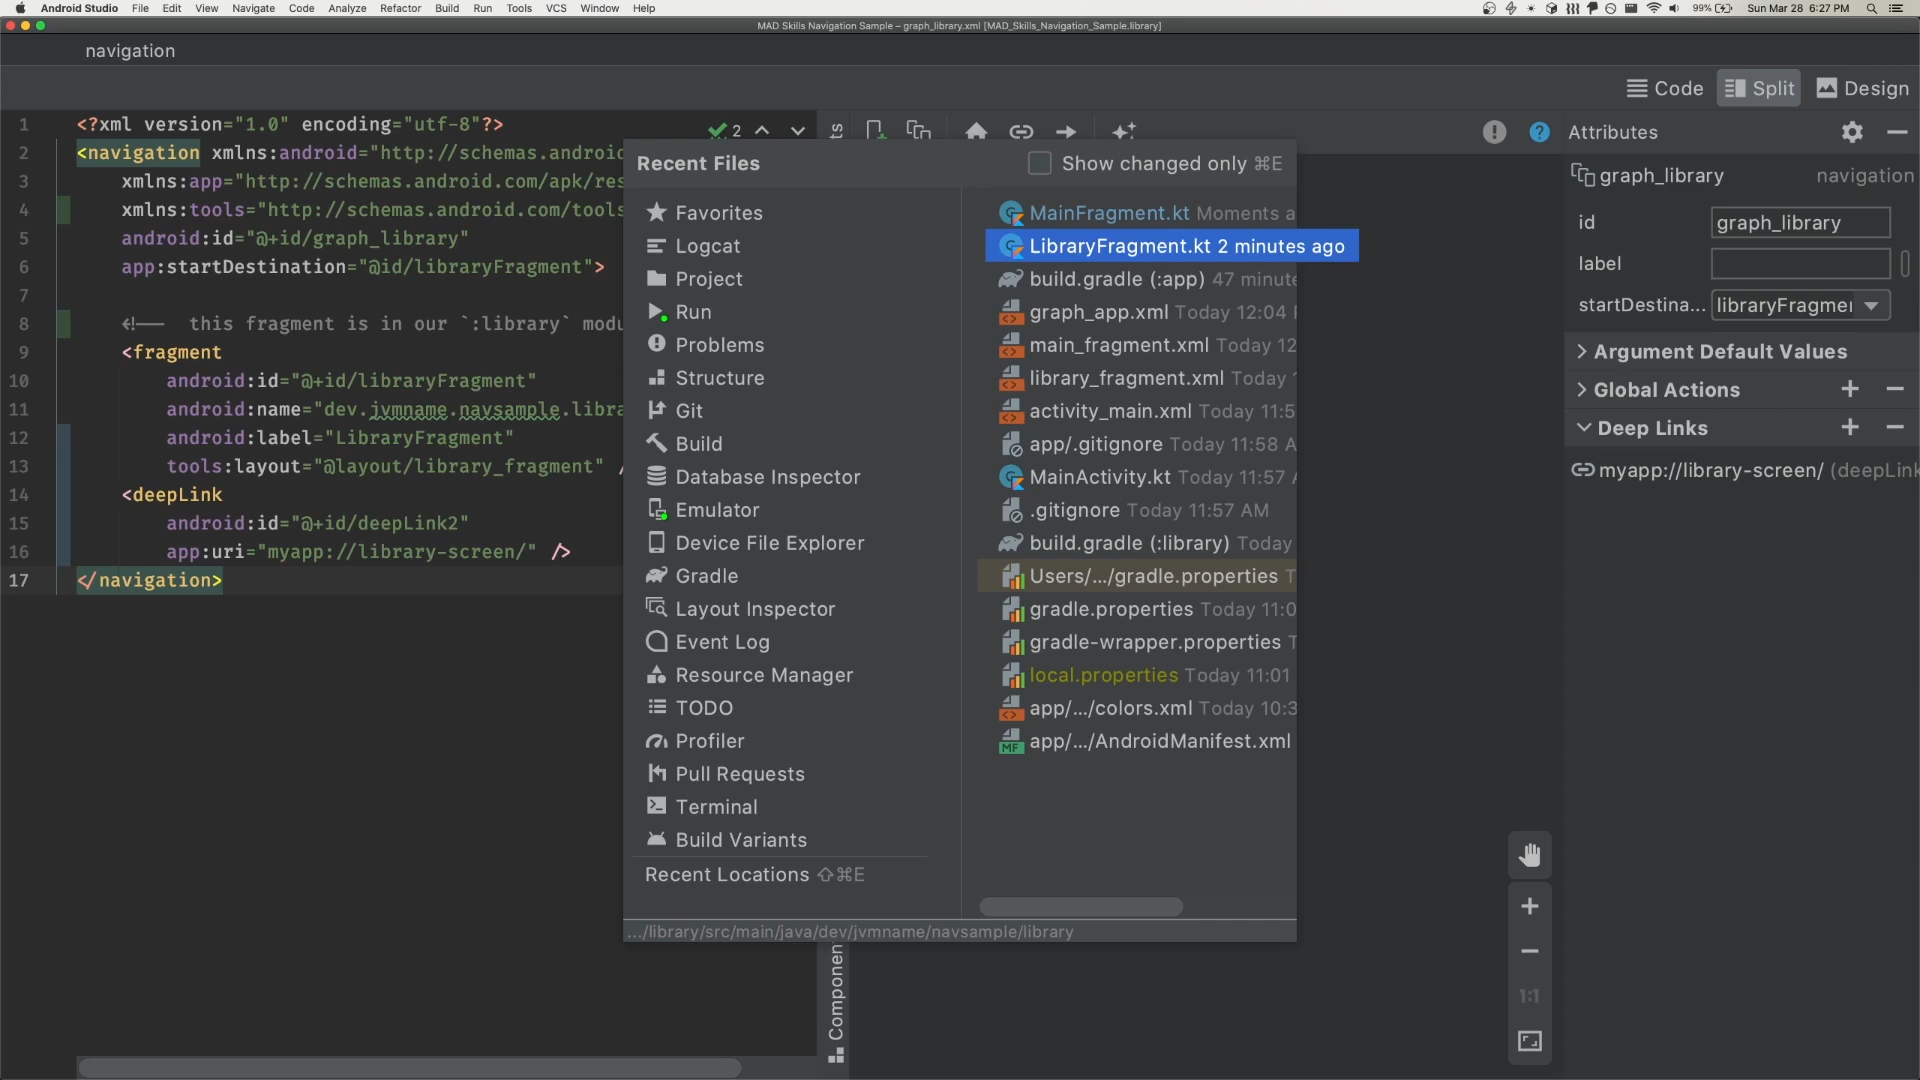 Android Studio File Edit View Navigate Code Analyze Refactor Build Run Tools VCS Window Help 99% Sun Mar 28 6:27 PM
MAD Skills Navigation Sample – graph_library.xml [MAD_Skills_Navigation_Sample.library]
navigation
Code Split Design
1 <?xml version="1.0" encoding="utf-8"?>
2 <navigation xmlns:android="http://schemas.android
3 xmlns:app="http://schemas.android.com/apk/res
4 xmlns:tools="http://schemas.android.com/tools
5 android:id="@+id/graph_library"
6 app:startDestination="@id/libraryFragment">
7
8 <!-- this fragment is in our `:library` modu
9 <fragment
10 android:id="@+id/libraryFragment"
11 android:name="dev.jvmname.navsample.libra
12 android:label="LibraryFragment"
13 tools:layout="@layout/library_fragment" /
14 <deepLink
15 android:id="@+id/deepLink2"
16 app:uri="myapp://library-screen/" />
17 </navigation>
2
ts
Recent Files
Show changed only ⌘E
Favorites
Logcat
Project
Run
Problems
Structure
Git
Build
Database Inspector
Emulator
Device File Explorer
Gradle
Layout Inspector
Event Log
Resource Manager
TODO
Profiler
Pull Requests
Terminal
Build Variants
Recent Locations ⇧⌘E
MainFragment.kt Moments a
LibraryFragment.kt 2 minutes ago
build.gradle (:app) 47 minute
graph_app.xml Today 12:04
main_fragment.xml Today 12
library_fragment.xml Today
activity_main.xml Today 11:5
app/.gitignore Today 11:58 A
MainActivity.kt Today 11:57
.gitignore Today 11:57 AM
build.gradle (:library) Today
Users/.../gradle.properties T
gradle.properties Today 11:0
gradle-wrapper.properties T
local.properties Today 11:01
app/.../colors.xml Today 10:3
MF app/.../AndroidManifest.xml
.../library/src/main/java/dev/jvmname/navsample/library
Componen
Attributes
graph_library navigation
id graph_library
label
startDestina... libraryFragmer
Argument Default Values
Global Actions
Deep Links
myapp://library-screen/ (deepLink
1:1